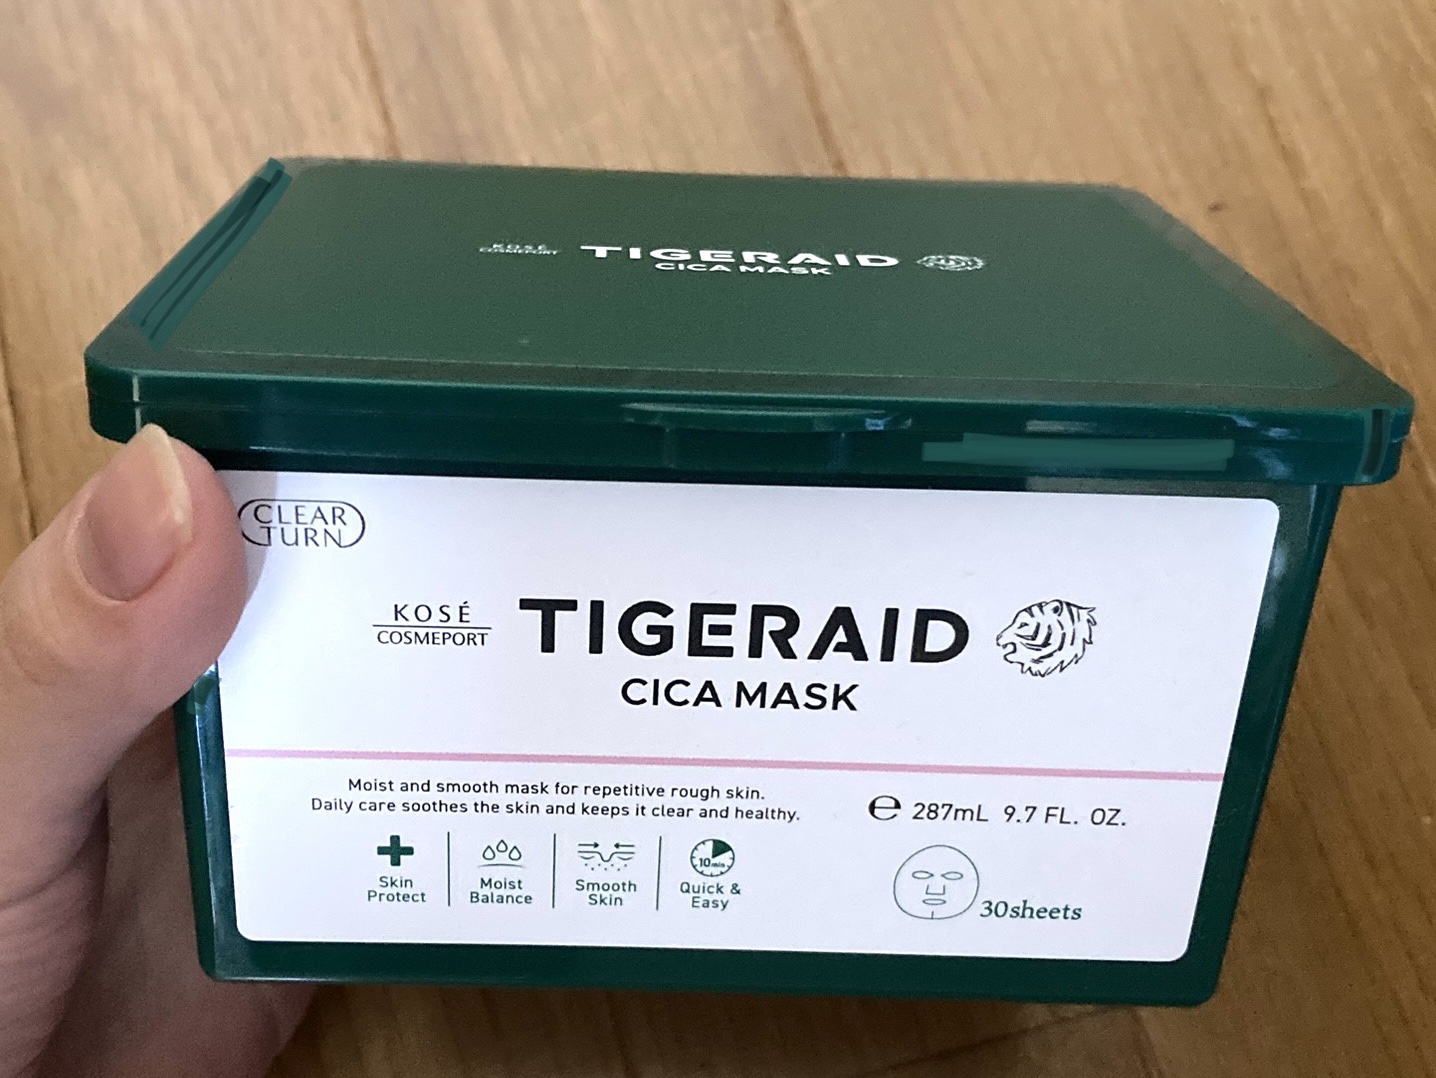 KOSÉ
COSMEPORT
TIGERAID
CICA MASK
CLEAR
TURN
KOSÉ
COSMEPORT
TIGERAID
CICA MASK
Moist and smooth mask for repetitive rough skin.
Daily care soothes the skin and keeps it clear and healthy.
℮ 287mL 9.7 FL. OZ.
Skin
Protect
Moist
Balance
Smooth
Skin
10min
Quick &
Easy
30sheets